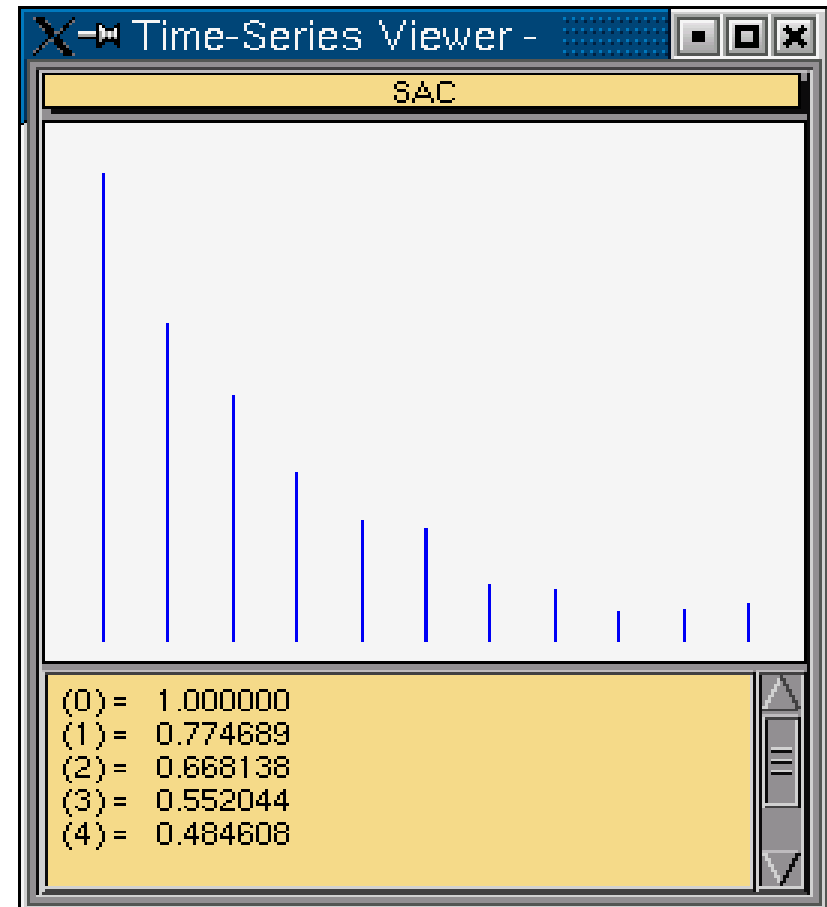 Time-Series Viewer -
SAC
(0)= 1.000000
(1)= 0.774689
(2)= 0.668138
(3)= 0.552044
(4)= 0.484608